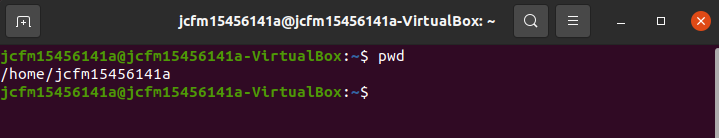 jcfm15456141a@jcfm15456141a-VirtualBox: ~
jcfm15456141a@jcfm15456141a-VirtualBox:~$ pwd
/home/jcfm15456141a
jcfm15456141a@jcfm15456141a-VirtualBox:~$